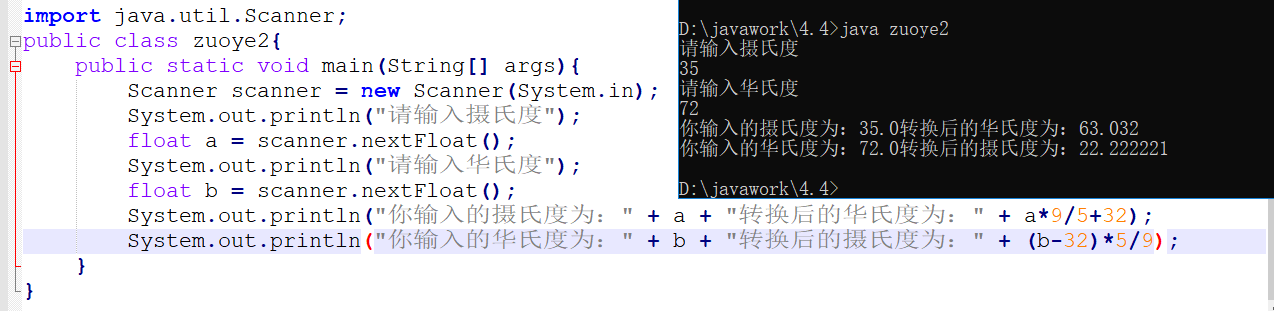 import java.util.Scanner;
public class zuoye2{
public static void main(String[] args){
Scanner scanner = new Scanner(System.in);
System.out.println("请输入摄氏度");
float a = scanner.nextFloat();
System.out.println("请输入华氏度");
float b = scanner.nextFloat();
System.out.println("你输入的摄氏度为：" + a + "转换后的华氏度为：" + a*9/5+32);
System.out.println("你输入的华氏度为：" + b + "转换后的摄氏度为：" + (b-32)*5/9);
}
}
D:\javawork\4.4>java zuoye2
请输入摄氏度
35
请输入华氏度
72
你输入的摄氏度为：35.0转换后的华氏度为：63.032
你输入的华氏度为：72.0转换后的摄氏度为：22.222221
D:\javawork\4.4>